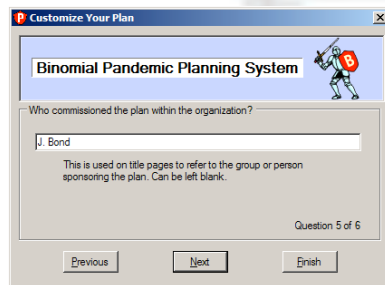 Customize Your Plan
Binomial Pandemic Planning System
B
Who commissioned the plan within the organization?
J. Bond
This is used on title pages to refer to the group or person
sponsoring the plan. Can be left blank.
Question 5 of 6
Previous
Next
Finish